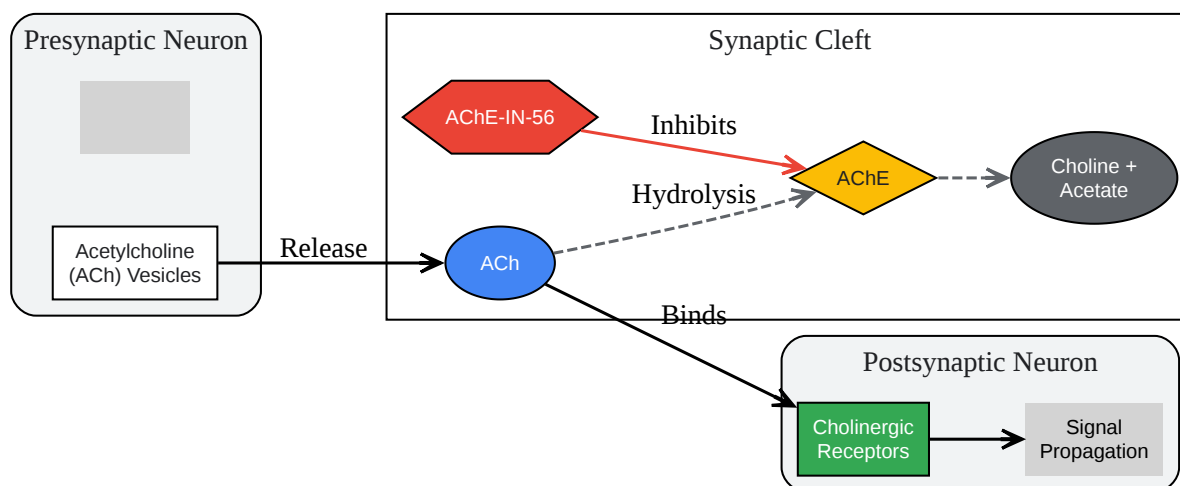 Presynaptic Neuron
Synaptic Cleft
AChE-IN-56
Inhibits
AChE
Choline +
Acetate
Hydrolysis
Acetylcholine
(ACh) Vesicles
Release
ACh
Binds
Postsynaptic Neuron
Cholinergic
Receptors
Signal
Propagation